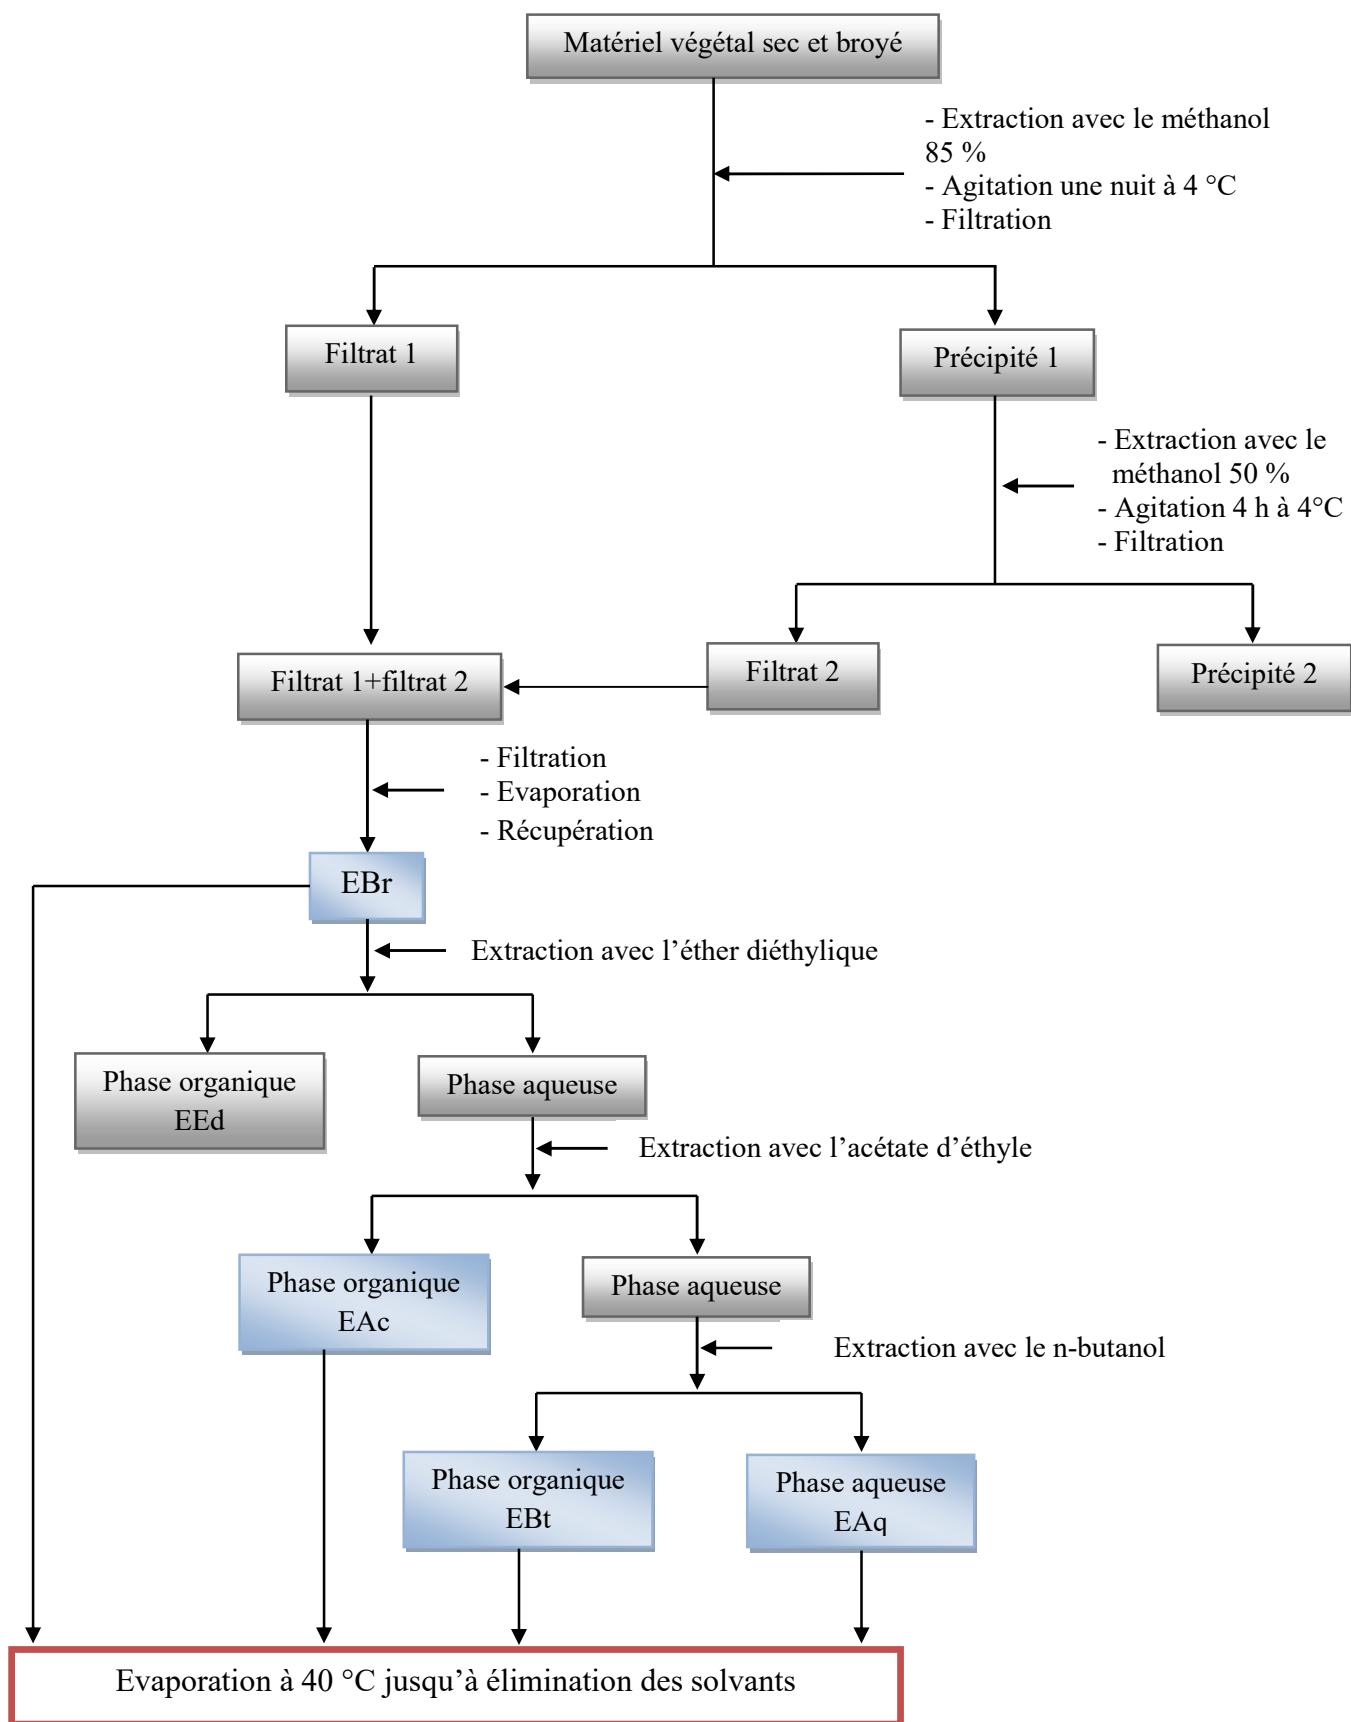 Matériel végétal sec et broyé
- Extraction avec le méthanol
85 %
- Agitation une nuit à 4 °C
- Filtration
Filtrat 1
Précipité 1
- Extraction avec le
méthanol 50 %
- Agitation 4 h à 4°C
- Filtration
Filtrat 1+filtrat 2
Filtrat 2
Précipité 2
- Filtration
- Evaporation
- Récupération
EBr
Extraction avec l’éther diéthylique
Phase organique
EEd
Phase aqueuse
Extraction avec l’acétate d’éthyle
Phase organique
EAc
Phase aqueuse
Extraction avec le n-butanol
Phase organique
EBt
Phase aqueuse
EAq
Evaporation à 40 °C jusqu’à élimination des solvants